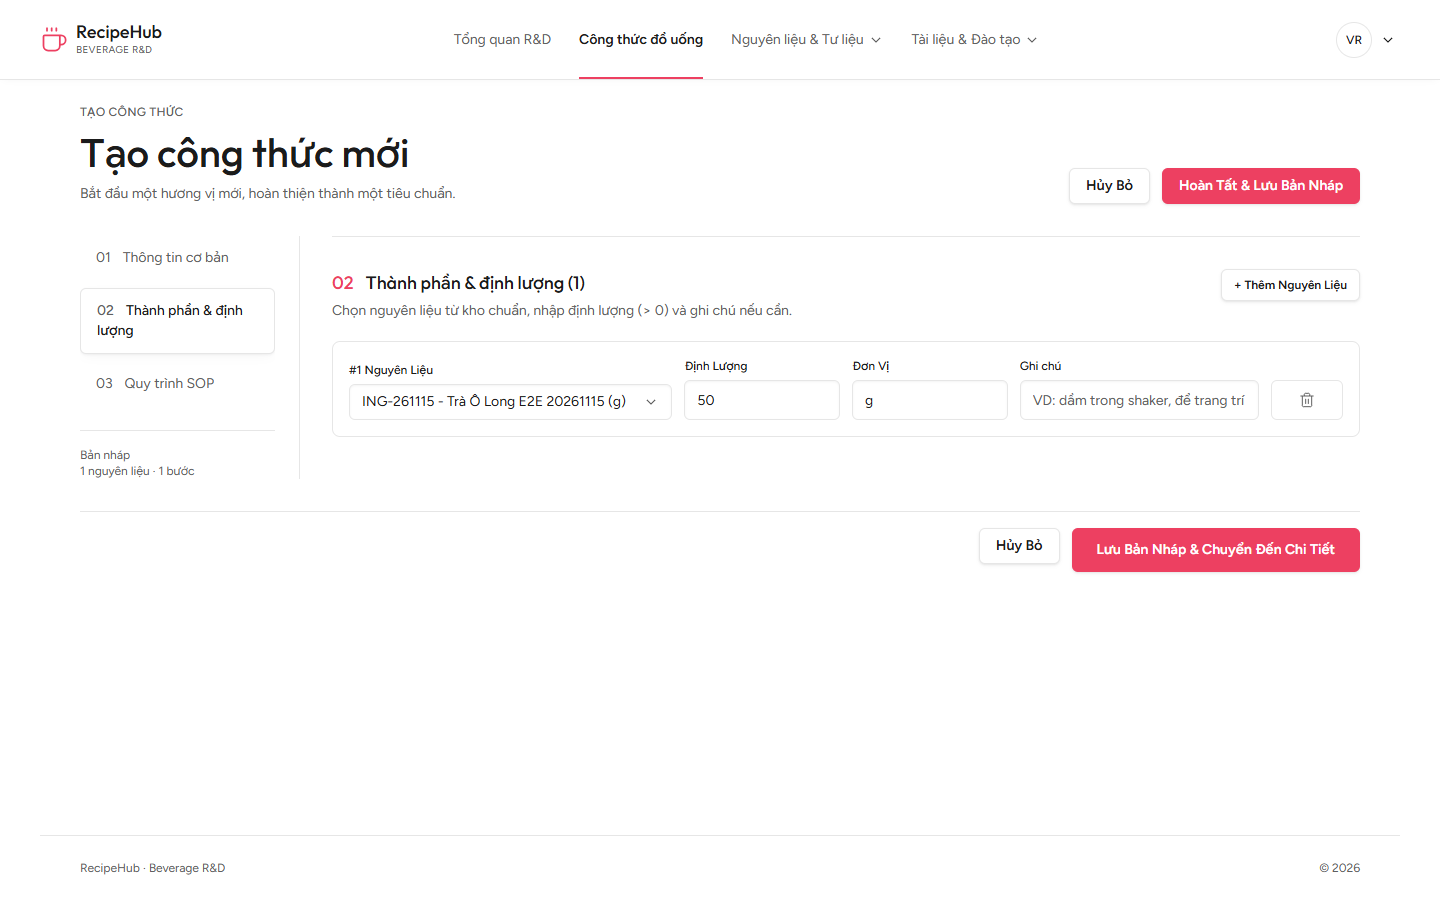 RecipeHub
BEVERAGE R&D
Tổng quan R&D
Công thức đồ uống
Nguyên liệu & Tư liệu
Tài liệu & Đào tạo
VR
TẠO CÔNG THỨC
Tạo công thức mới
Bắt đầu một hương vị mới, hoàn thiện thành một tiêu chuẩn.
Hủy Bỏ
Hoàn Tất & Lưu Bản Nháp
01 Thông tin cơ bản
02 Thành phần & định
lượng
03 Quy trình SOP
Bản nháp
1 nguyên liệu · 1 bước
02 Thành phần & định lượng (1)
+ Thêm Nguyên Liệu
Chọn nguyên liệu từ kho chuẩn, nhập định lượng (> 0) và ghi chú nếu cần.
#1 Nguyên Liệu
Định Lượng
Đơn Vị
Ghi chú
ING-261115 - Trà Ô Long E2E 20261115 (g)
50
g
VD: dầm trong shaker, để trang trí
Hủy Bỏ
Lưu Bản Nháp & Chuyển Đến Chi Tiết
RecipeHub · Beverage R&D
© 2026